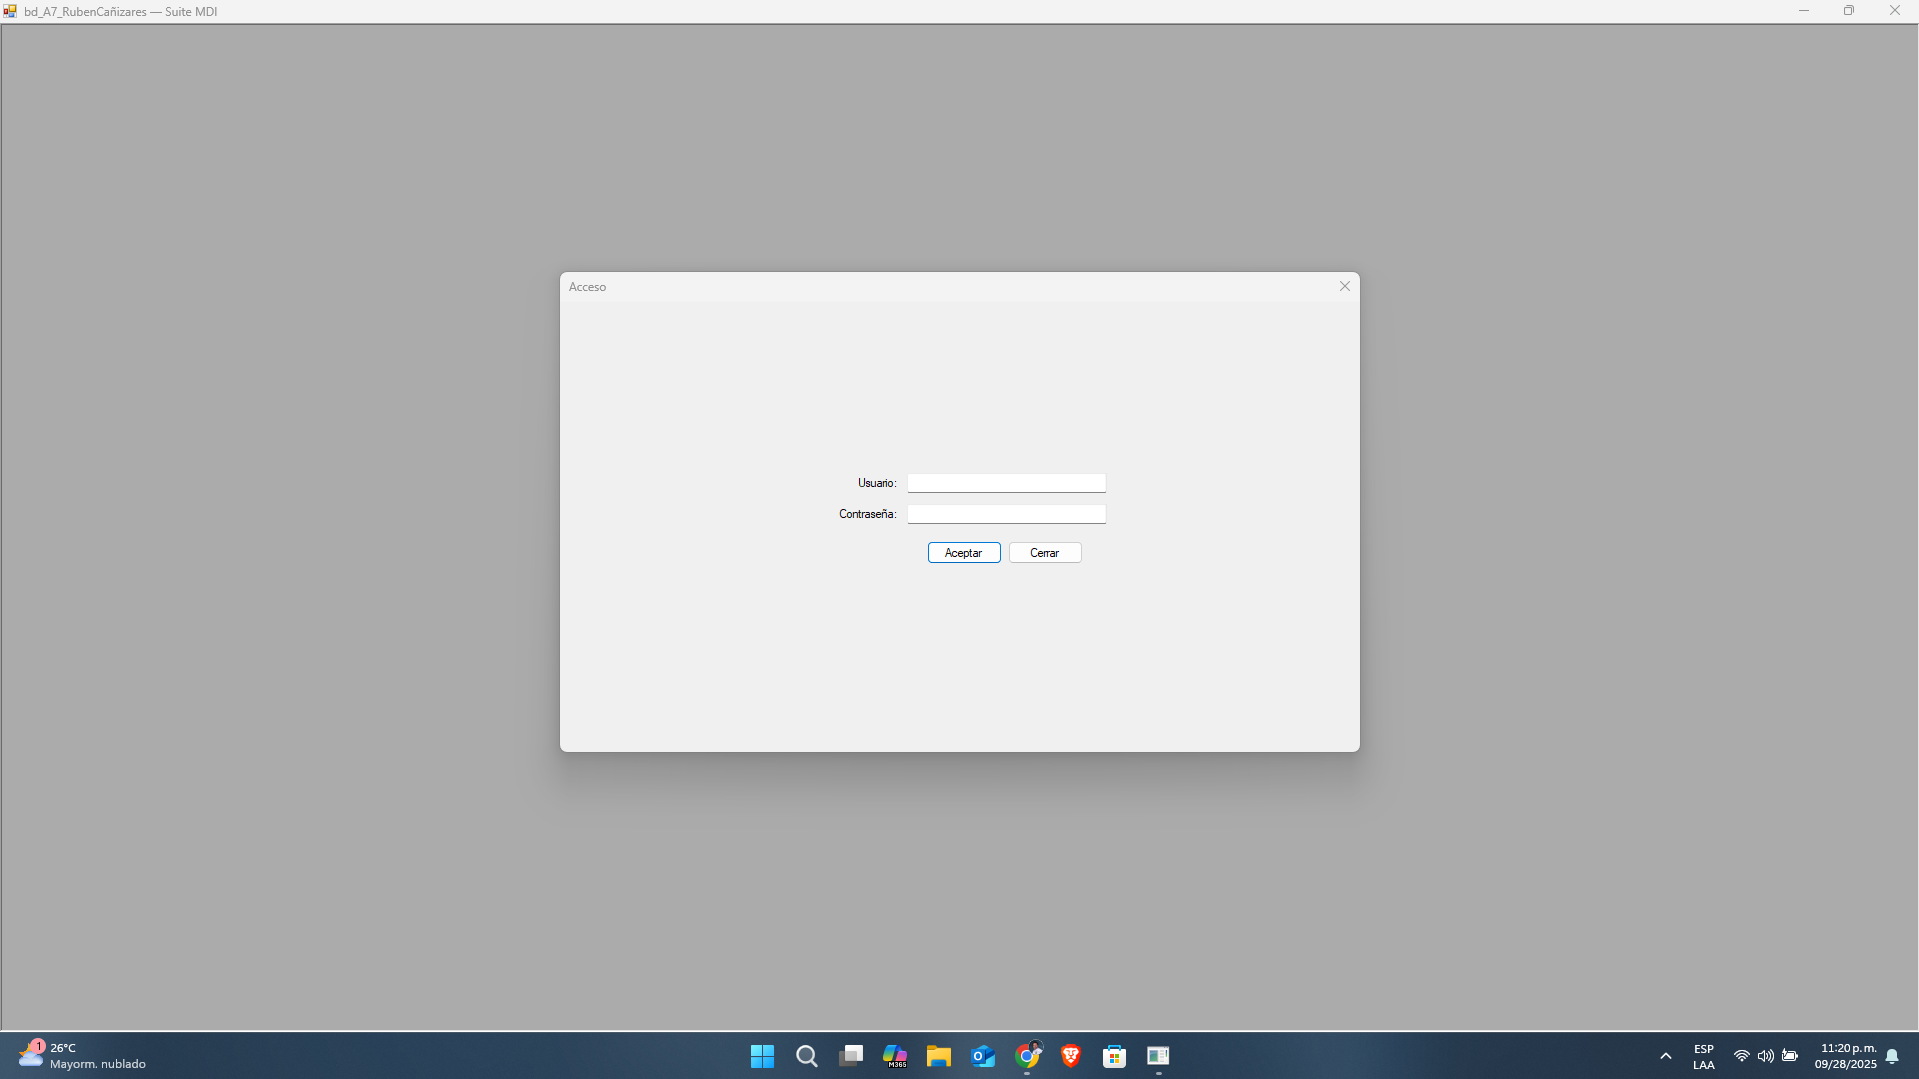 bd_A7_RubenCañizares — Suite MDI
Acceso
Usuario:
Contraseña:
Aceptar
Cerrar
1
26°C
Mayorm. nublado
M365
ESP
LAA
11:20 p. m.
09/28/2025